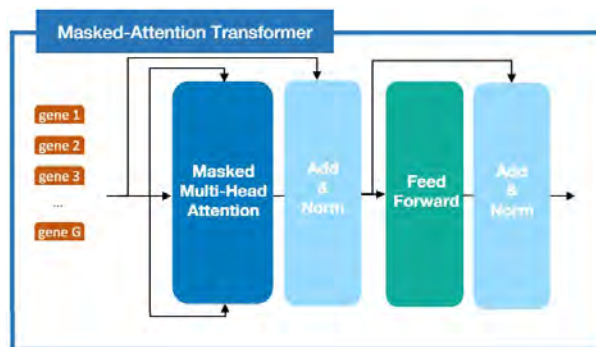 Masked-Attention Transformer
gene 1
gene 2
gene 3
...
gene G
Masked
Multi-Head
Attention
Add
&
Norm
Feed
Forward
Add
&
Norm